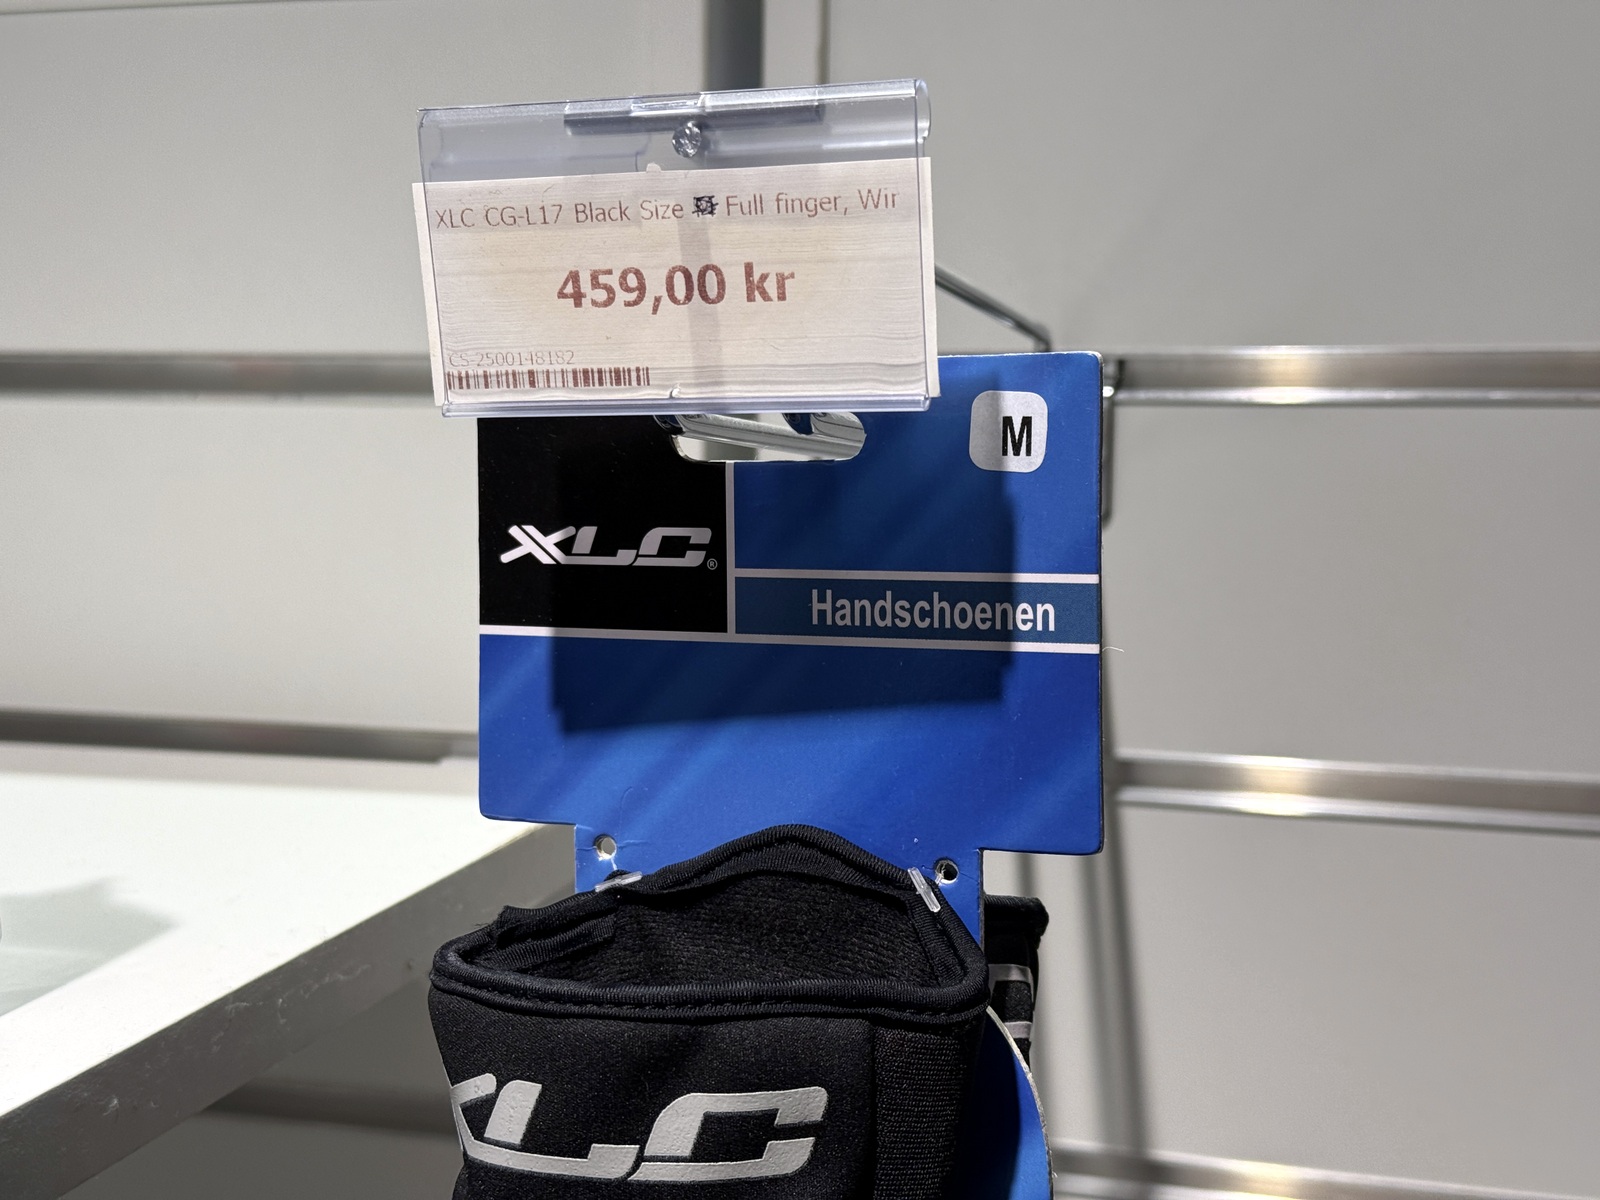 XLC CG-L17 Black Size Full finger, Wir
459,00 kr
CS-2500148182
M
XLC®
Handschoenen
XLC